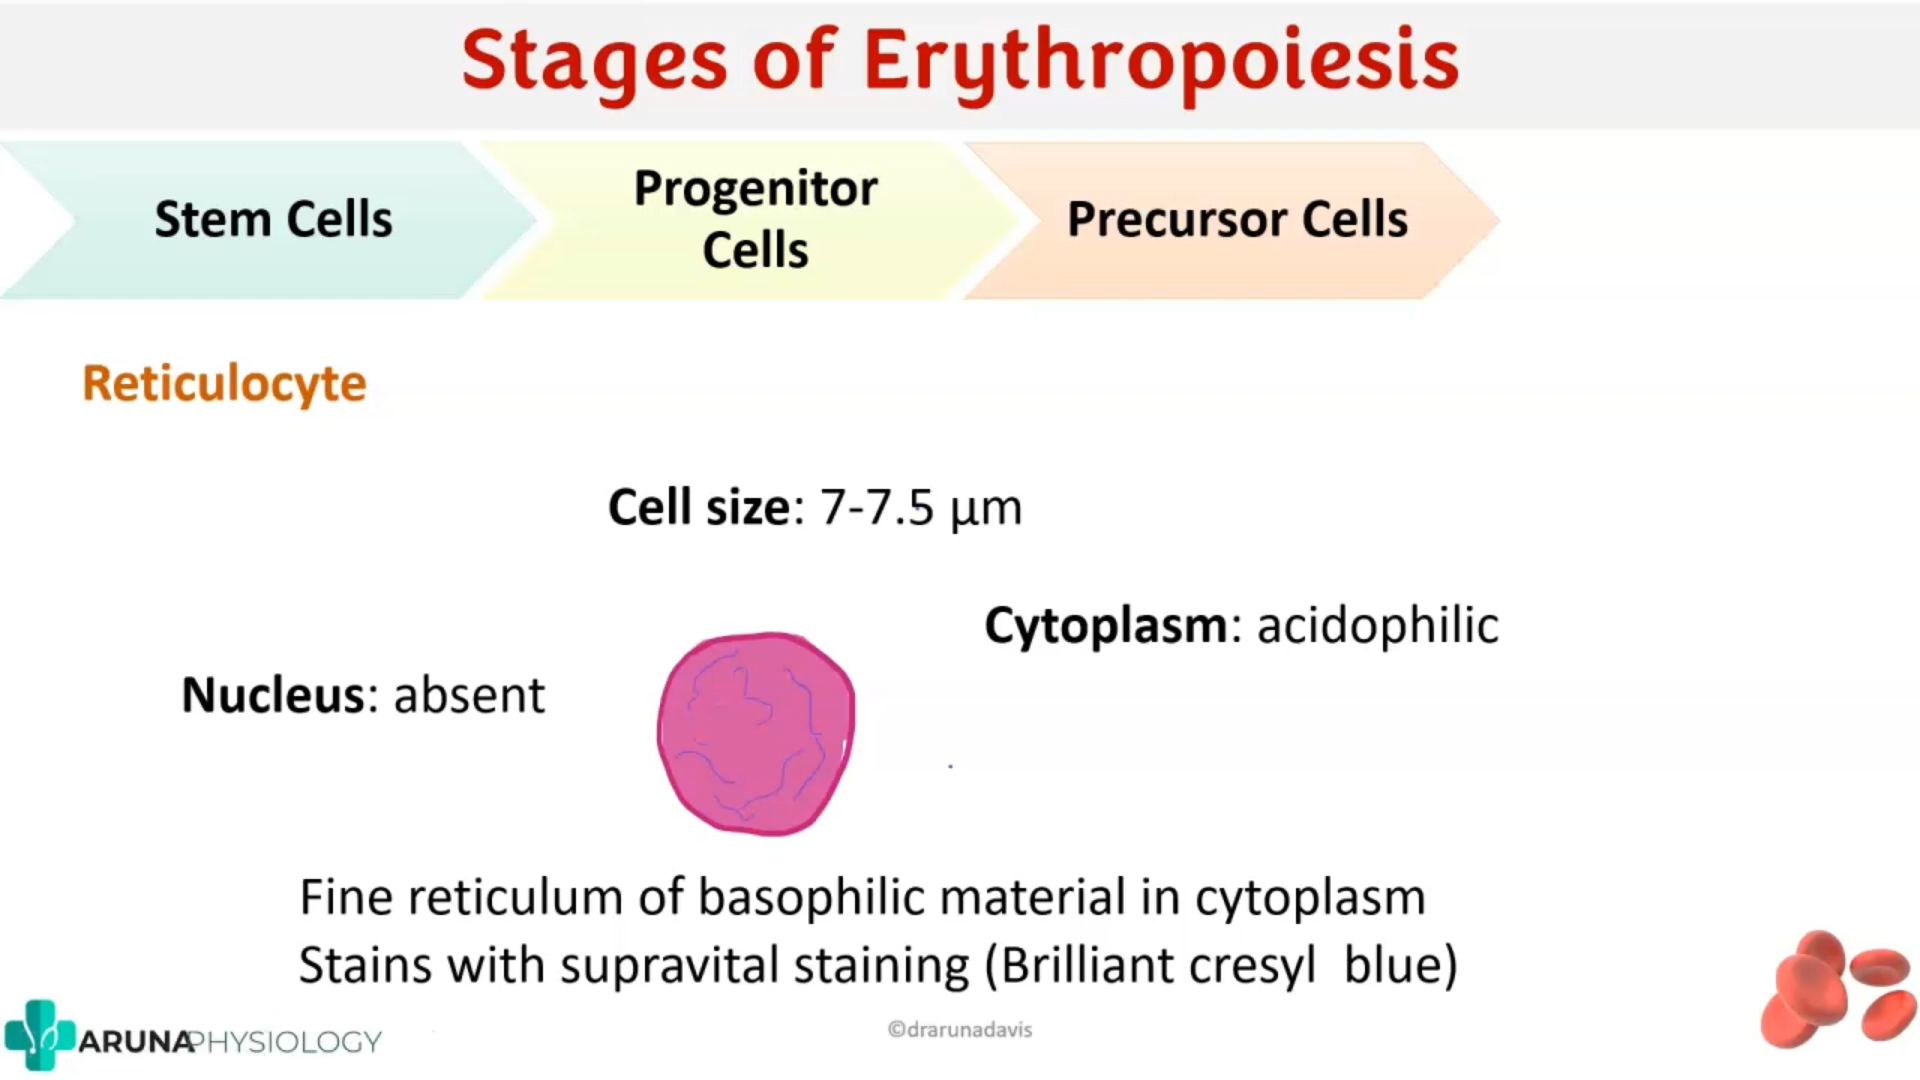 Stages of Erythropoiesis
Stem Cells
Progenitor
Cells
Precursor Cells
Reticulocyte
Cell size: 7-7.5 µm
Cytoplasm: acidophilic
Nucleus: absent
Fine reticulum of basophilic material in cytoplasm
Stains with supravital staining (Brilliant cresyl blue)
ARUNAPHYSIOLOGY
©drarunadavis